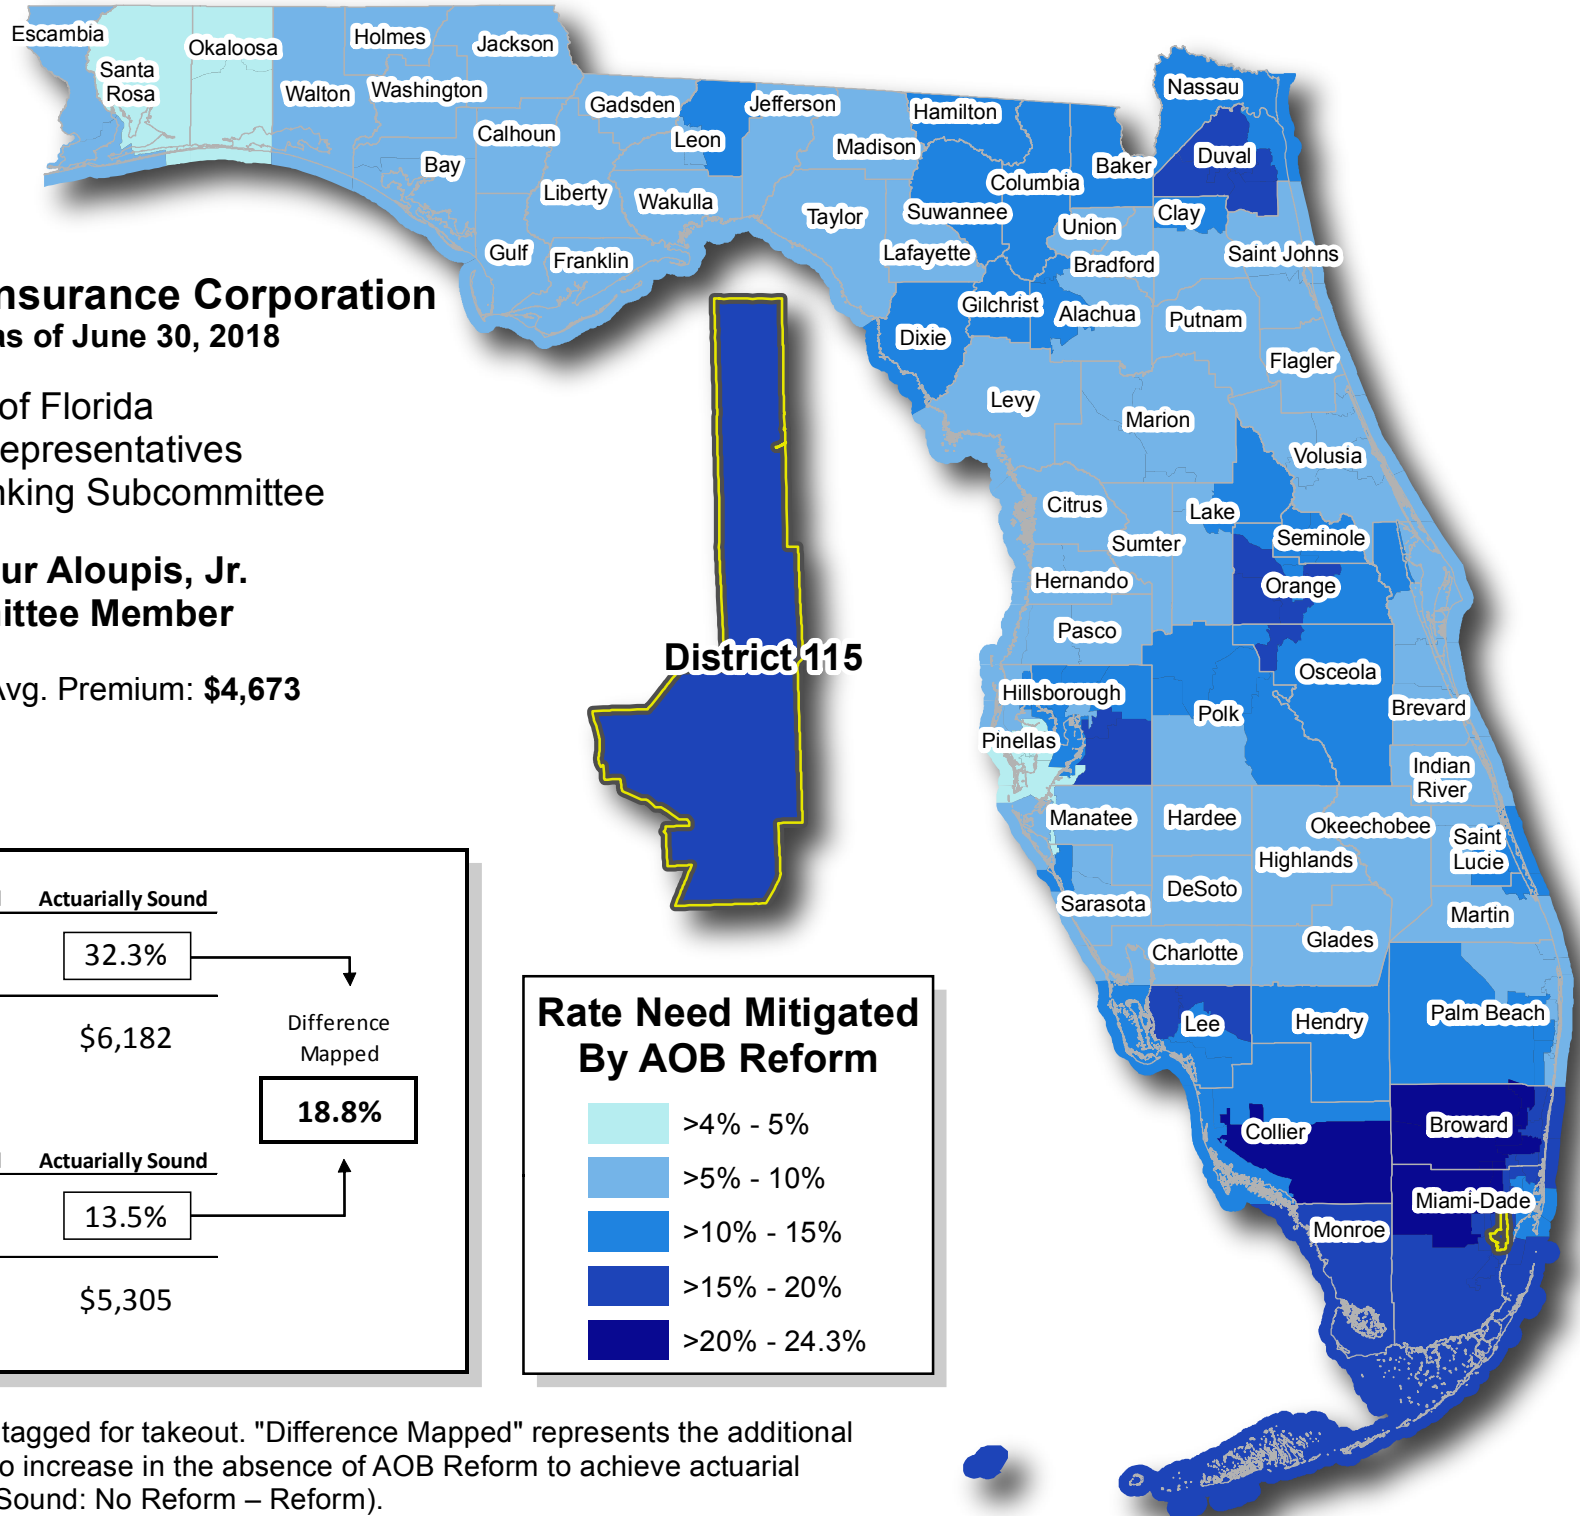 Escambia
Santa
Rosa
Okaloosa
Walton
Holmes
Washington
Jackson
Bay
Calhoun
Gulf
Liberty
Franklin
Gadsden
Leon
Wakulla
Jefferson
Madison
Taylor
Hamilton
Suwannee
Lafayette
Columbia
Baker
Nassau
Duval
Union
Clay
Bradford
Saint Johns
Dixie
Gilchrist
Alachua
Putnam
Flagler
Levy
Marion
Volusia
Citrus
Lake
Sumter
Seminole
Hernando
Orange
Pasco
Osceola
Hillsborough
Polk
Brevard
Pinellas
Indian
River
Manatee
Hardee
Okeechobee
Saint
Lucie
Highlands
Sarasota
DeSoto
Martin
Charlotte
Glades
Lee
Hendry
Palm Beach
Collier
Broward
Miami-Dade
Monroe
nsurance Corporation
as of June 30, 2018
of Florida
epresentatives
nking Subcommittee
ur Aloupis, Jr.
ittee Member
Avg. Premium: $4,673
District 115
Actuarially Sound
32.3%
$6,182
Difference
Mapped
18.8%
Actuarially Sound
13.5%
$5,305
Rate Need Mitigated
By AOB Reform
>4% - 5%
>5% - 10%
>10% - 15%
>15% - 20%
>20% - 24.3%
tagged for takeout. "Difference Mapped" represents the additional
o increase in the absence of AOB Reform to achieve actuarial
Sound: No Reform – Reform).